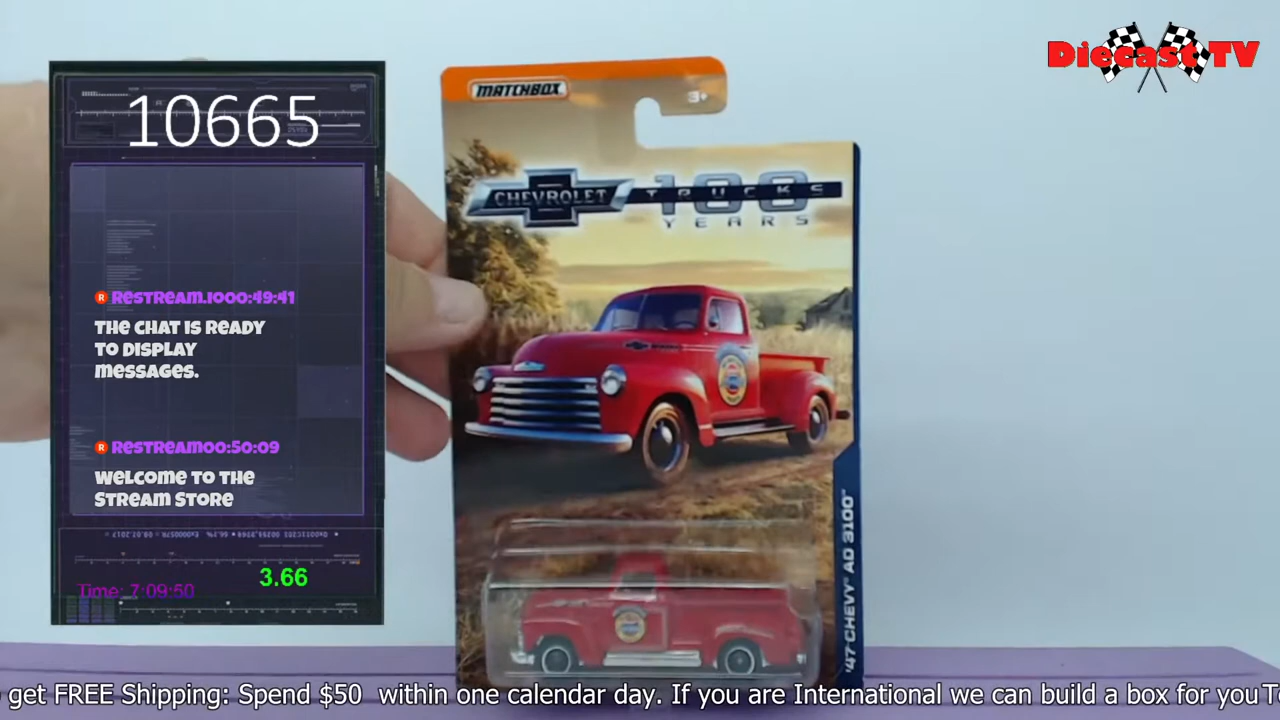 Diecast TV
10665
Restream.1000:49:41
THE CHAT IS READY
TO DISPLAY
MESSAGES.
Restream00:50:09
WELCOME TO THE
STREAM STORE
Time: 7:09:50
3.66
MATCHBOX
3+
CHEVROLET TRUCKS
100
YEARS
'47 CHEVY AD 3100
get FREE Shipping: Spend $50 within one calendar day. If you are International we can build a box for you